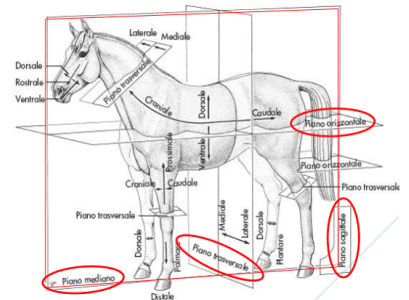 Laterale
Mediale
Dorsale
Rostrale
Ventrale
Piano trasversale
Craniale
Dorsale
Caudale
Piano orizzontale
Prossimale
Ventrale
Piano orizzontale
Craniale
Caudale
Piano trasversale
Piano trasversale
Dorsale
Palmare
Mediale
Laterale
Dorsale
Plantare
Piano sagittale
Piano trasversale
Piano mediano
Distale